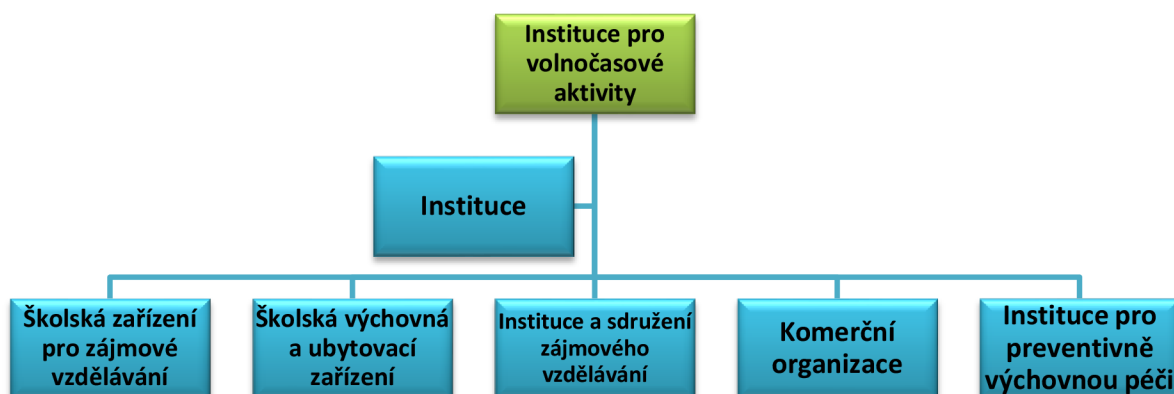 Instituce pro
volnočasové
aktivity
Instituce
Školská zařízení
pro zájmové
vzdělávání
Školská výchovná
a ubytovací
zařízení
Instituce a sdružení
zájmového
vzdělávání
Komerční
organizace
Instituce pro
preventivně
výchovnou péči